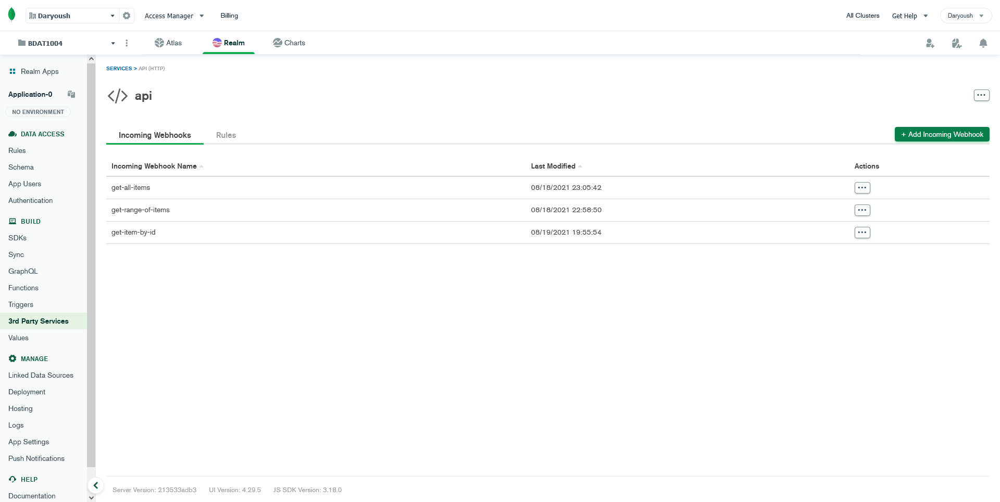 Daryoush
Access Manager
Billing
All Clusters
Get Help
Daryoush
BDAT1004
Atlas
Realm
Charts
Realm Apps
Application-0
NO ENVIRONMENT
DATA ACCESS
Rules
Schema
App Users
Authentication
BUILD
SDKs
Sync
GraphQL
Functions
Triggers
3rd Party Services
Values
MANAGE
Linked Data Sources
Deployment
Hosting
Logs
App Settings
Push Notifications
HELP
Documentation
SERVICES > API (HTTP)
</> api
Incoming Webhooks
Rules
+ Add Incoming Webhook
Incoming Webhook Name Last Modified Actions
get-all-items 08/18/2021 23:05:42
get-range-of-items 08/18/2021 22:58:50
get-item-by-id 08/19/2021 19:55:54
Server Version: 213533adb3 UI Version: 4.29.5 JS SDK Version: 3.18.0